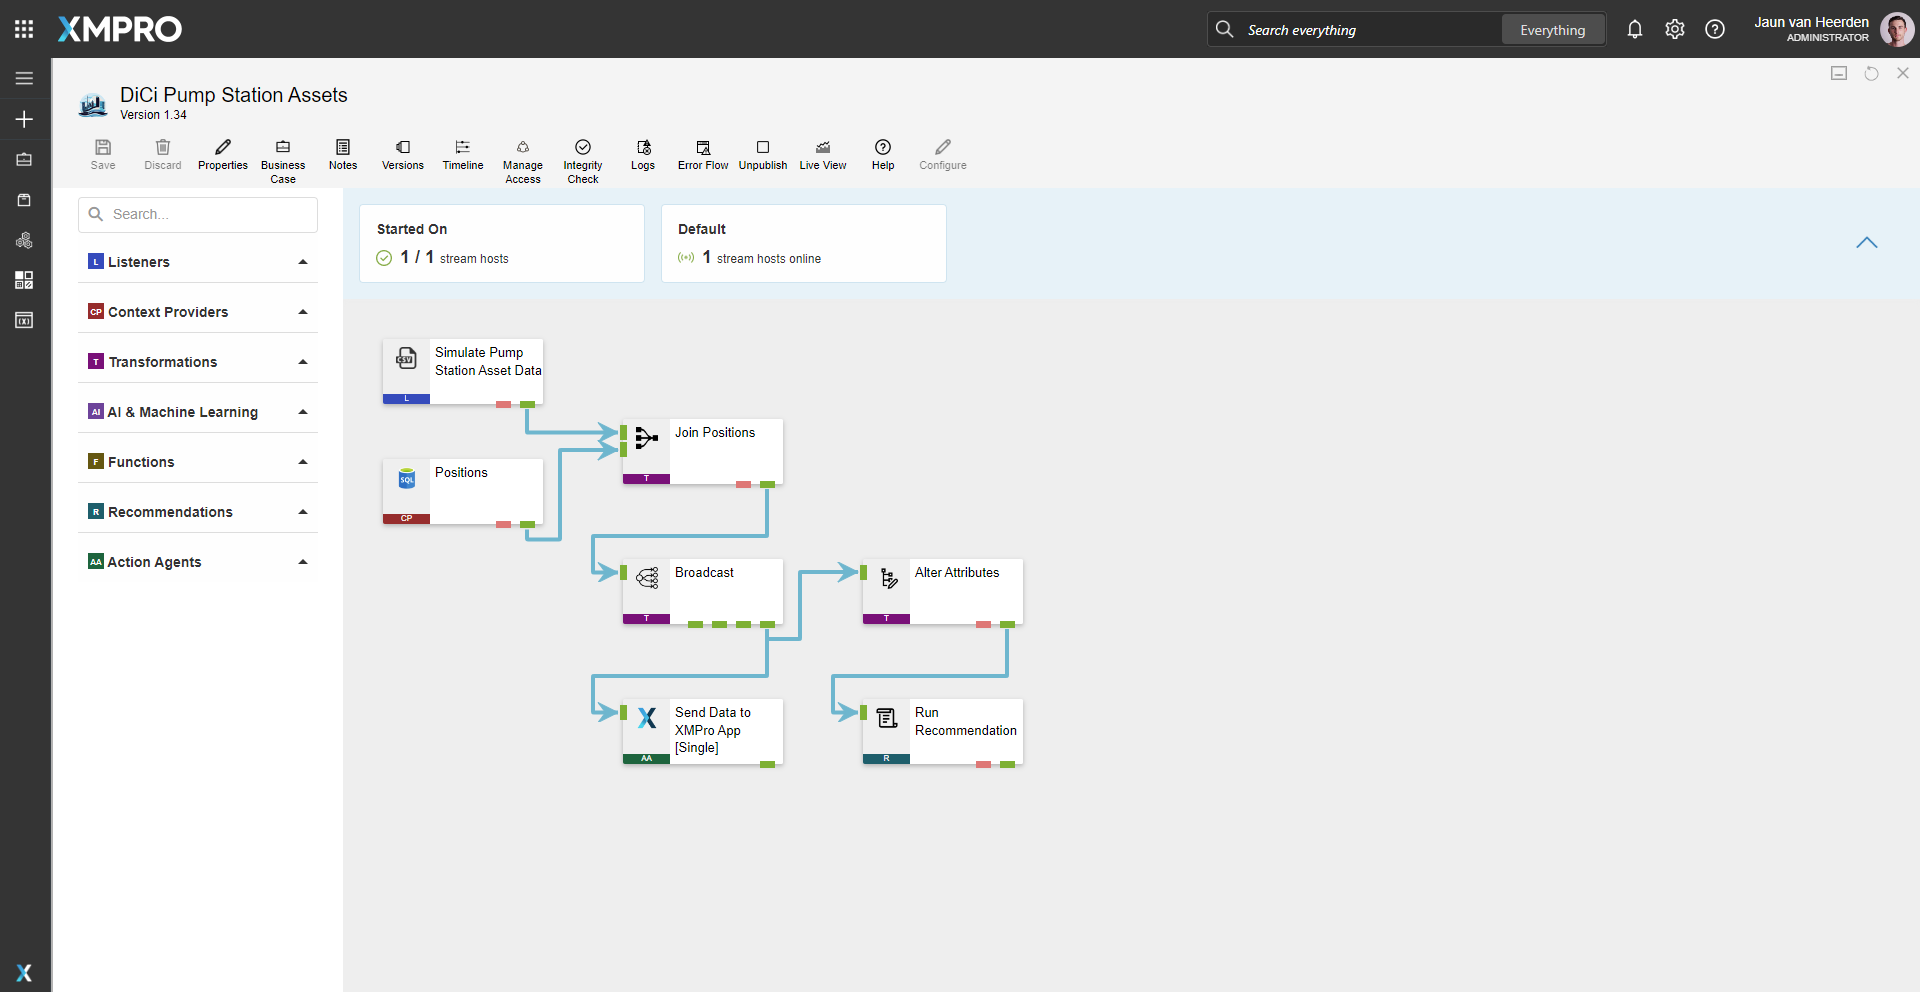 XMPRO
Search everything
Everything
Jaun van Heerden
ADMINISTRATOR
DiCi Pump Station Assets
Version 1.34
Save
Discard
Properties
Business
Case
Notes
Versions
Timeline
Manage
Access
Integrity
Check
Logs
Error Flow
Unpublish
Live View
Help
Configure
Search...
L Listeners
CP Context Providers
T Transformations
AI AI & Machine Learning
F Functions
R Recommendations
AA Action Agents
Started On
1 / 1 stream hosts
Default
1 stream hosts online
CSV
Simulate Pump
Station Asset Data
L
Join Positions
T
SQL
Positions
CP
Broadcast
T
Alter Attributes
T
Send Data to
XMPro App
[Single]
AA
Run
Recommendation
R